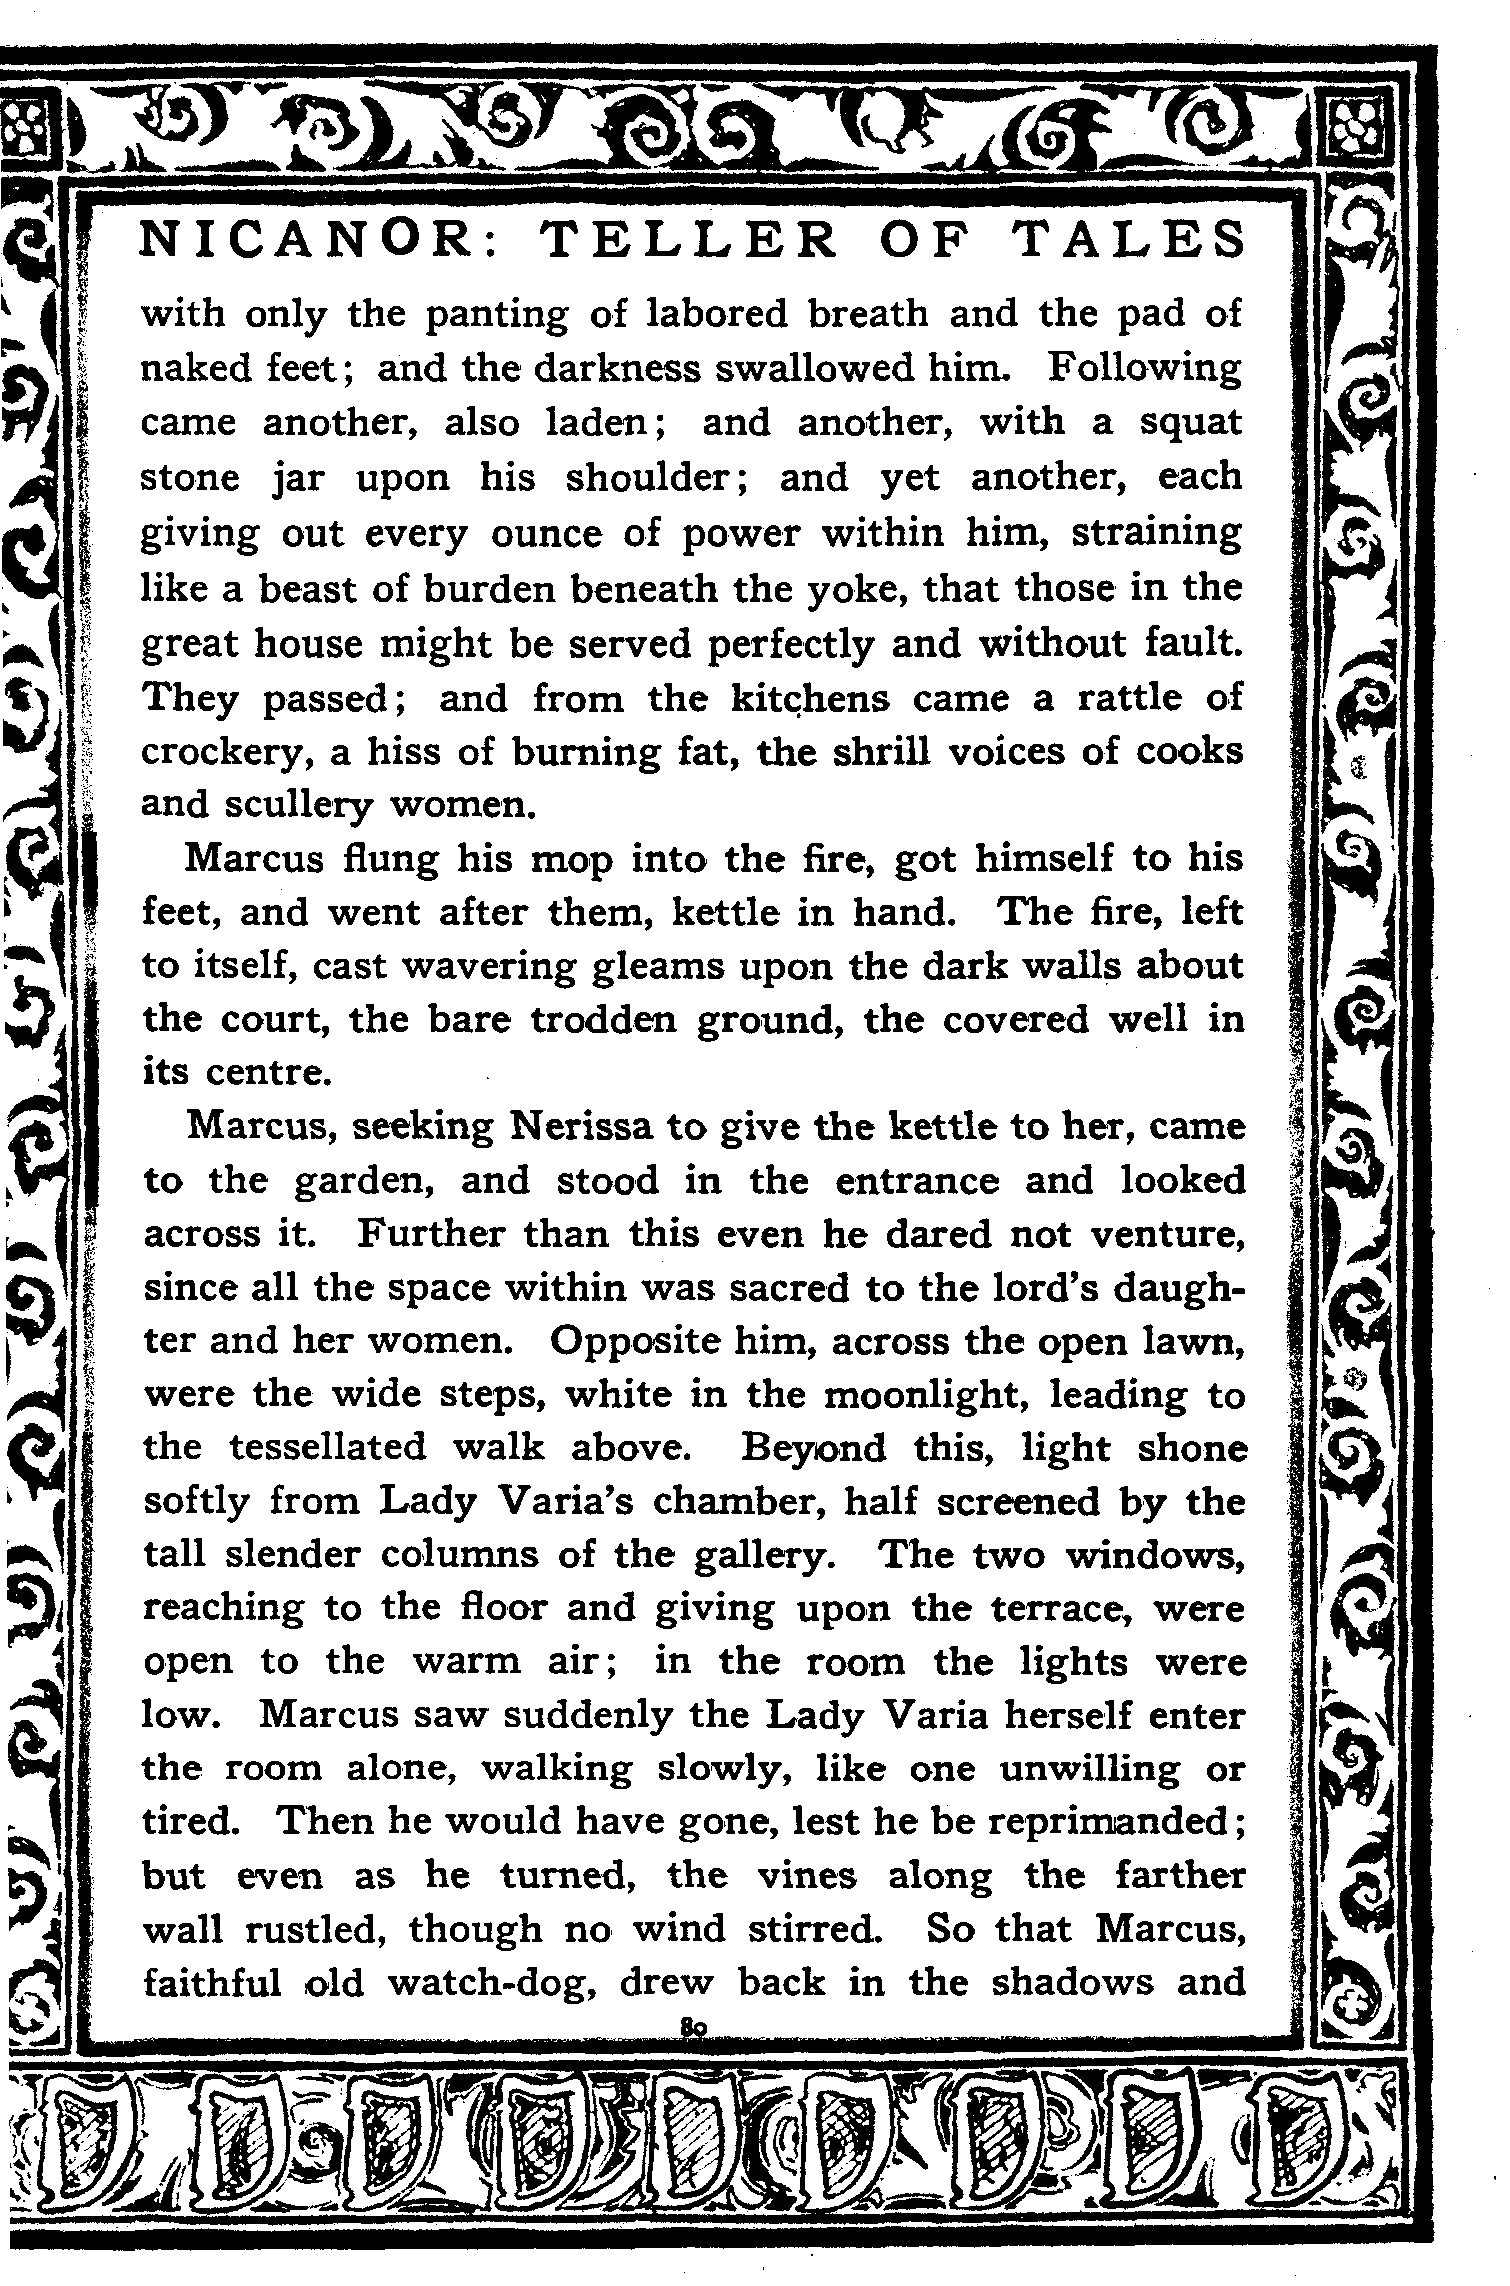 NICANOR: TELLER OF TALES
with only the panting of labored breath and the pad of
naked feet; and the darkness swallowed him. Following
came another, also laden; and another, with a squat
stone jar upon his shoulder; and yet another, each
giving out every ounce of power within him, straining
like a beast of burden beneath the yoke, that those in the
great house might be served perfectly and without fault.
They passed; and from the kitchens came a rattle of
crockery, a hiss of burning fat, the shrill voices of cooks
and scullery women.
Marcus flung his mop into the fire, got himself to his
feet, and went after them, kettle in hand. The fire, left
to itself, cast wavering gleams upon the dark walls about
the court, the bare trodden ground, the covered well in
its centre.
Marcus, seeking Nerissa to give the kettle to her, came
to the garden, and stood in the entrance and looked
across it. Further than this even he dared not venture,
since all the space within was sacred to the lord's daugh-
ter and her women. Opposite him, across the open lawn,
were the wide steps, white in the moonlight, leading to
the tessellated walk above. Beyond this, light shone
softly from Lady Varia's chamber, half screened by the
tall slender columns of the gallery. The two windows,
reaching to the floor and giving upon the terrace, were
open to the warm air; in the room the lights were
low. Marcus saw suddenly the Lady Varia herself enter
the room alone, walking slowly, like one unwilling or
tired. Then he would have gone, lest he be reprimanded;
but even as he turned, the vines along the farther
wall rustled, though no wind stirred. So that Marcus,
faithful old watch-dog, drew back in the shadows and
80